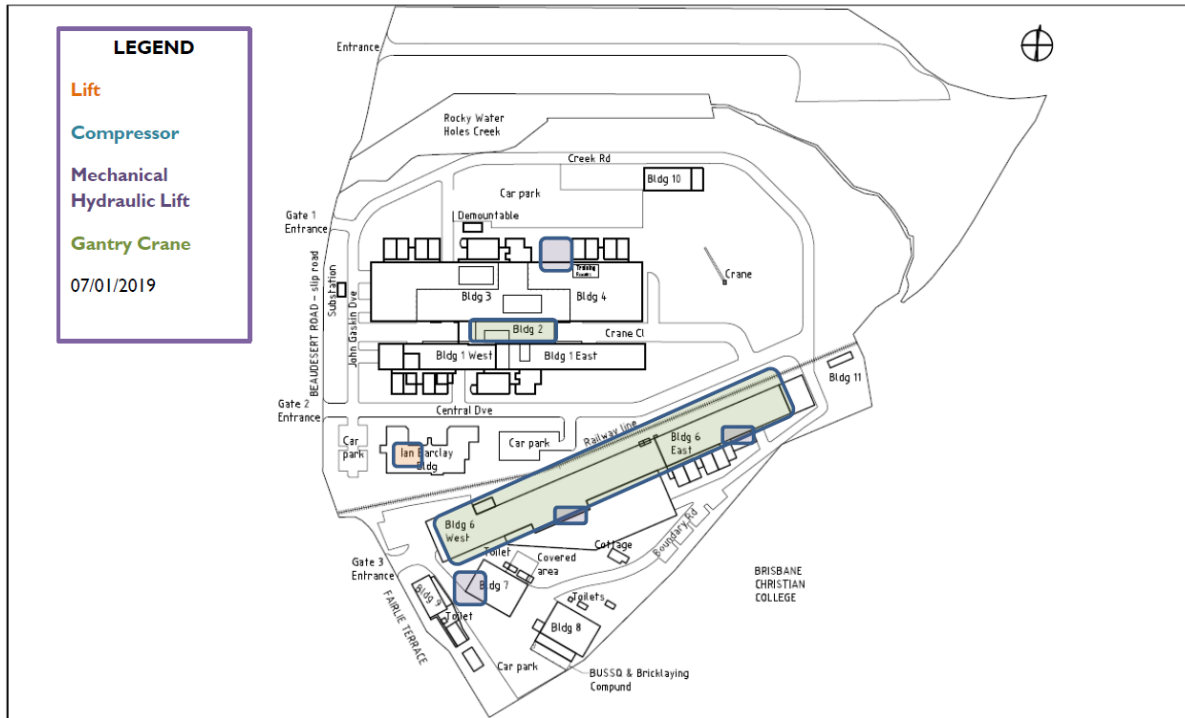 LEGEND
Lift
Compressor
Mechanical
Hydraulic Lift
Gantry Crane
07/01/2019
Entrance
Rocky Water
Holes Creek
Creek Rd
Bldg 10
Car park
Gate 1
Entrance
Demountable
Training
Rooms
Substation
BEAUDESERT ROAD - slip road
John Gaskin Dve
Bldg 3
Bldg 4
Crane
Bldg 2
Crane Cl
Bldg 1 West
Bldg 1 East
Bldg 11
Gate 2
Entrance
Central Dve
Car
park
Ian Barclay
Bldg
Car park
Railway line
Bldg 6
East
Bldg 6
West
Toilet
Covered
area
Cottage
Boundary Rd
Gate 3
Entrance
Bldg 7
BRISBANE
CHRISTIAN
COLLEGE
Bldg 9
Toilet
Toilets
FAIRLIE TERRACE
Bldg 8
Car park
BUSSQ & Bricklaying
Compund